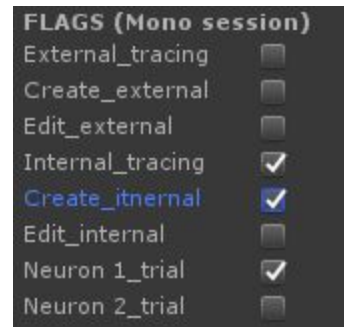 FLAGS (Mono session)
External_tracing
Create_external
Edit_external
Internal_tracing
Create_itnernal
Edit_internal
Neuron 1_trial
Neuron 2_trial